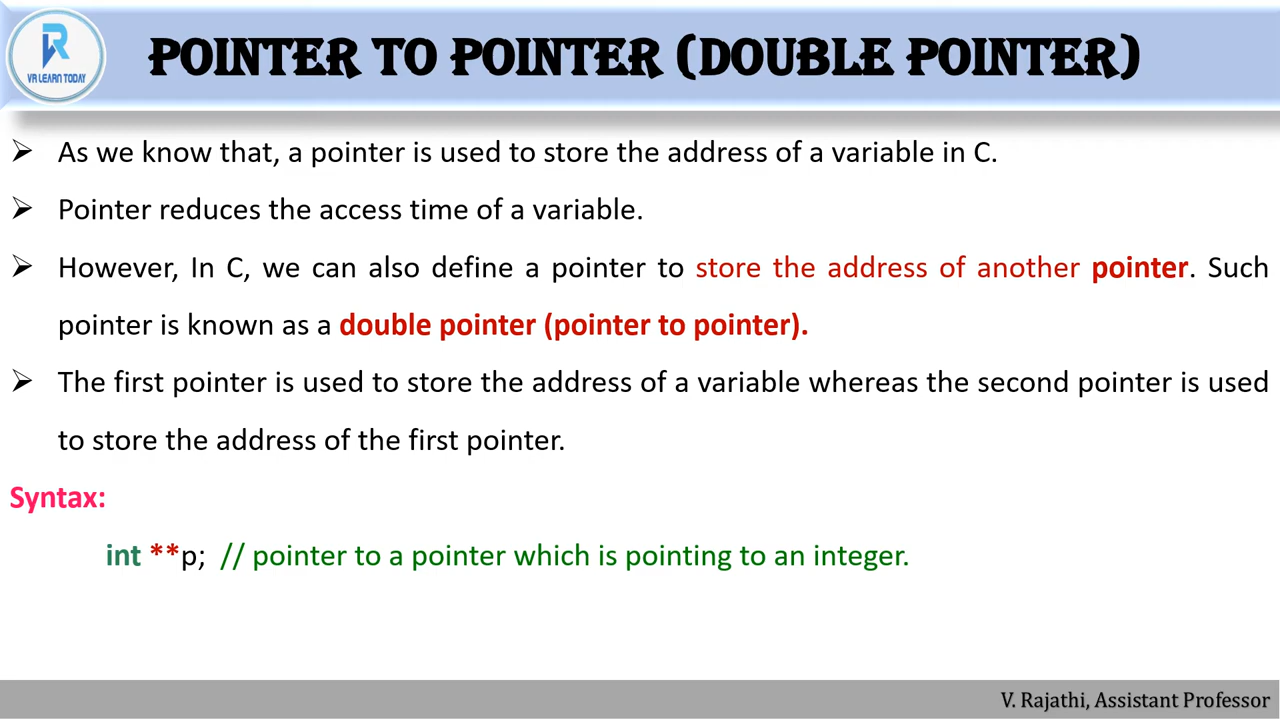 VR LEARN TODAY
POINTER TO POINTER (DOUBLE POINTER)
➢ As we know that, a pointer is used to store the address of a variable in C.
➢ Pointer reduces the access time of a variable.
➢ However, In C, we can also define a pointer to store the address of another pointer. Such
pointer is known as a double pointer (pointer to pointer).
➢ The first pointer is used to store the address of a variable whereas the second pointer is used
to store the address of the first pointer.
Syntax:
int **p; // pointer to a pointer which is pointing to an integer.
V. Rajathi, Assistant Professor